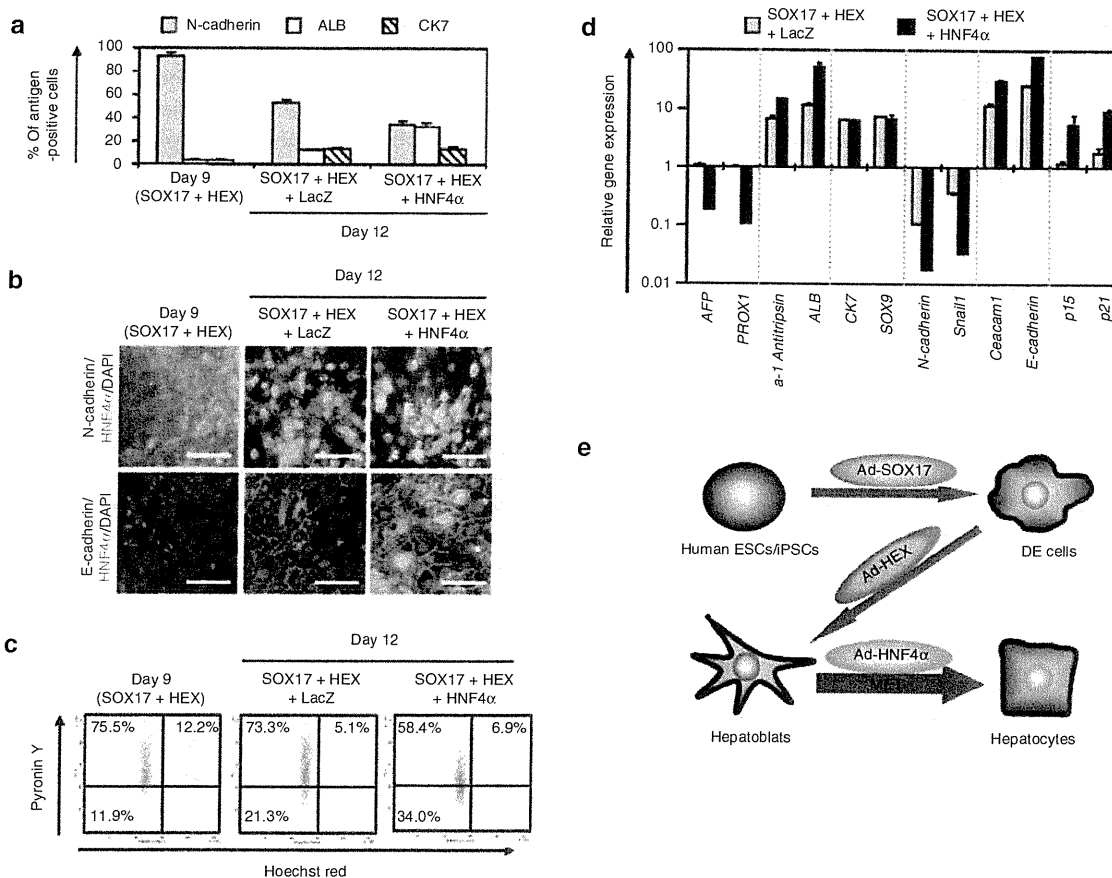 a
N-cadherin ALB CK7
% Of antigen
-positive cells
100
80
60
40
20
0
Day 9
(SOX17 + HEX)
SOX17 + HEX
+ LacZ
SOX17 + HEX
+ HNF4α
Day 12
b
Day 12
Day 9
(SOX17 + HEX)
SOX17 + HEX
+ LacZ
SOX17 + HEX
+ HNF4α
N-cadherin/
HNF4α/DAPI
E-cadherin/
HNF4α/DAPI
c
Day 12
Day 9
(SOX17 + HEX)
SOX17 + HEX
+ LacZ
SOX17 + HEX
+ HNF4α
Pyronin Y
75.5% 12.2%
11.9%
73.3% 5.1%
21.3%
58.4% 6.9%
34.0%
Hoechst red
d
SOX17 + HEX
+ LacZ
SOX17 + HEX
+ HNF4α
Relative gene expression
100
10
1
0.1
0.01
AFP
PROX1
a-1 Antitripsin
ALB
CK7
SOX9
N-cadherin
Snail1
Ceacam1
E-cadherin
p15
p21
e
Ad-SOX17
Human ESCs/iPSCs
DE cells
Ad-HEX
Ad-HNF4α
MET
Hepatoblats
Hepatocytes